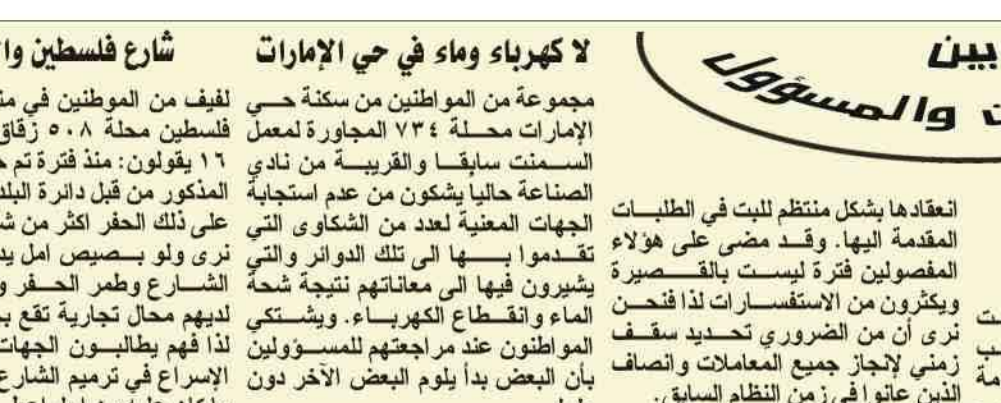 بين
والمسؤول
انعقادها بشكل منتظم للبت في الطلبات
المقدمة اليها. وقد مضى على هؤلاء
المفصولين فترة ليست بالقصيرة
ويكثرون من الاستفسارات لذا فنحن
نرى أن من الضروري تحديد سقف
زمني لإنجاز جميع المعاملات وانصاف
الذين عانوا في زمن النظام السابق.
لا كهرباء وماء في حي الإمارات
مجموعة من المواطنين من سكنة حي
الإمارات محلة ٧٣٤ المجاورة لمعمل
السمنت سابقا والقريبة من نادي
الصناعة حاليا يشكون من عدم استجابة
الجهات المعنية لعدد من الشكاوى التي
تقدموا بها الى تلك الدوائر والتي
يشيرون فيها الى معاناتهم نتيجة شحة
الماء وانقطاع الكهرباء. ويشتكي
المواطنون عند مراجعتهم للمسؤولين
بأن البعض بدأ يلوم البعض الآخر دون
شارع فلسطين
لفيف من الموطنين في
فلسطين محلة ٥٠٨ زقاق
١٦ يقولون: منذ فترة تم
المذكور من قبل دائرة
على ذلك الحفر اكثر من
نرى ولو بصيص امل
الشارع وطمر الحفر
لديهم محال تجارية تقع
لذا فهم يطالبون الجهات
الإسراع في ترميم الشارع